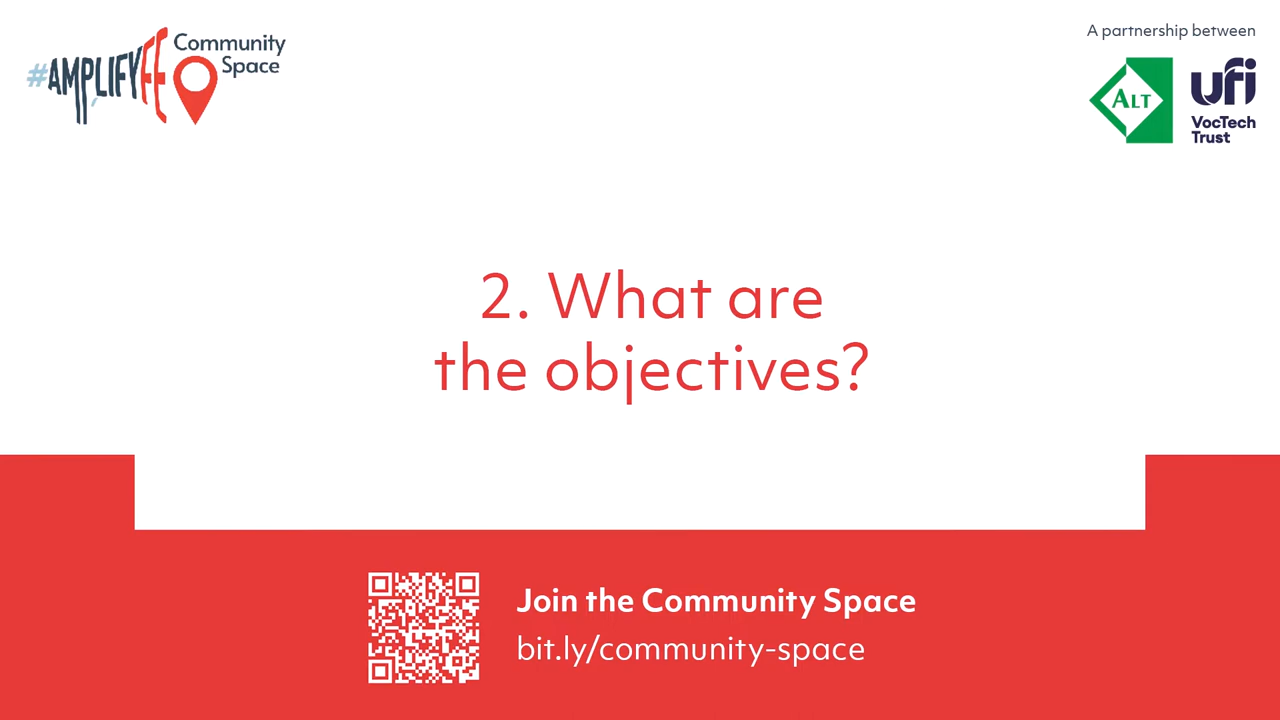 #AMPLIFYFE
Community
Space
A partnership between
ALT
ufi
VocTech
Trust
2. What are
the objectives?
Join the Community Space
bit.ly/community-space